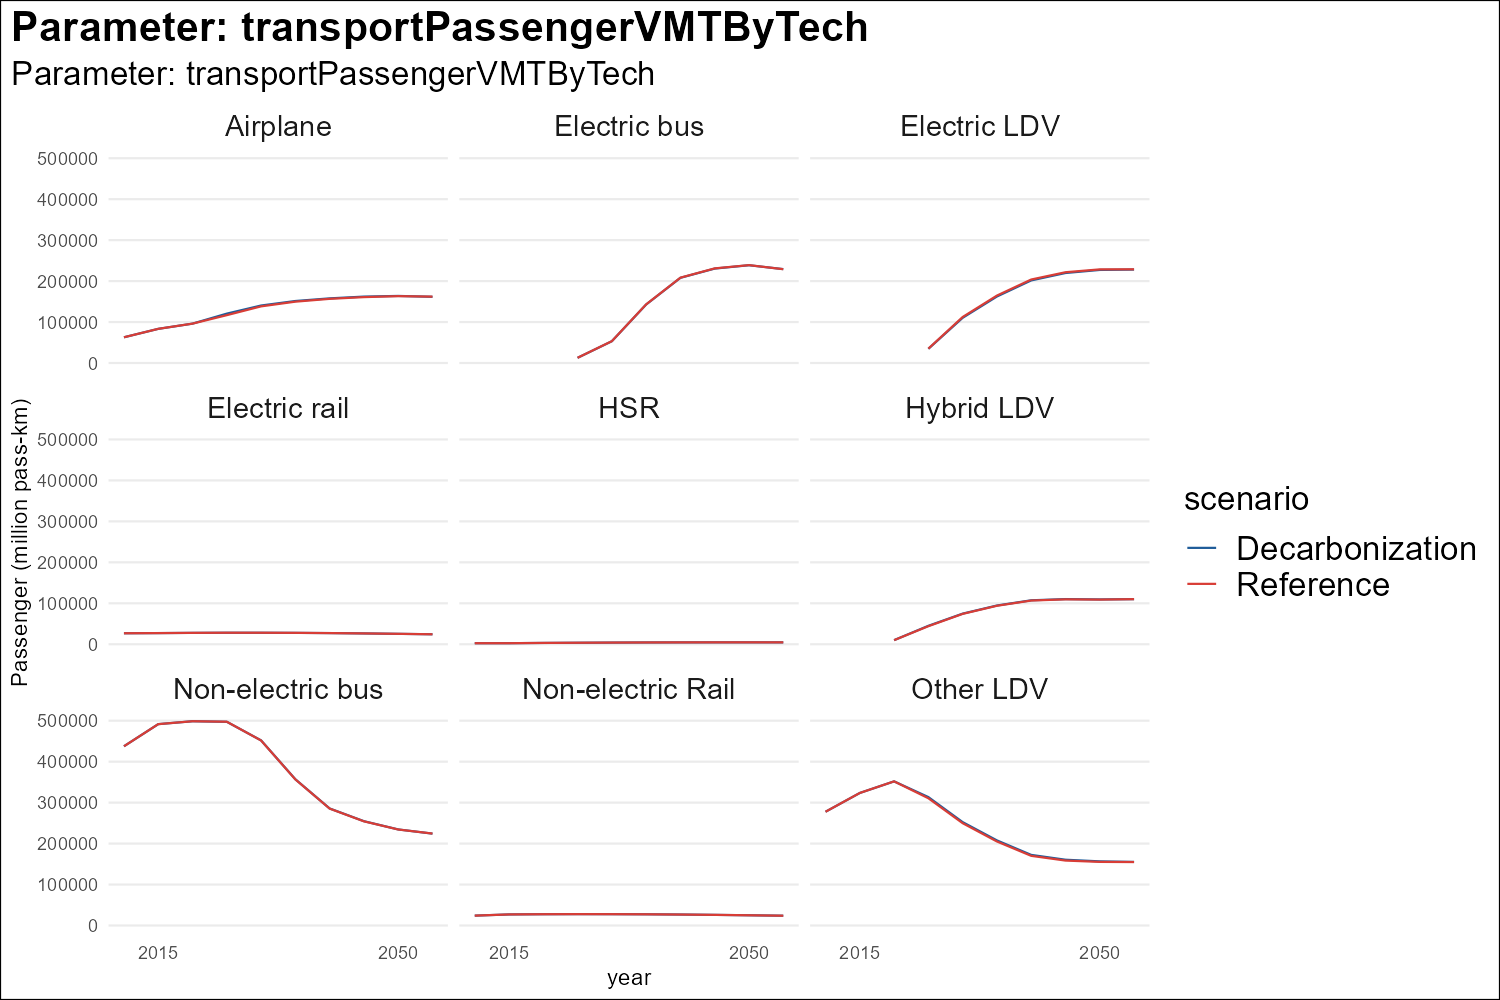 Parameter: transportPassengerVMTByTech
Parameter: transportPassengerVMTByTech
Airplane
Electric bus
Electric LDV
500000
400000
300000
200000
100000
0
Electric rail
HSR
Hybrid LDV
500000
400000
300000
200000
100000
0
Non-electric bus
Non-electric Rail
Other LDV
500000
400000
300000
200000
100000
0
2015
2050
2015
2050
2015
2050
year
Passenger (million pass-km)
scenario
Decarbonization
Reference